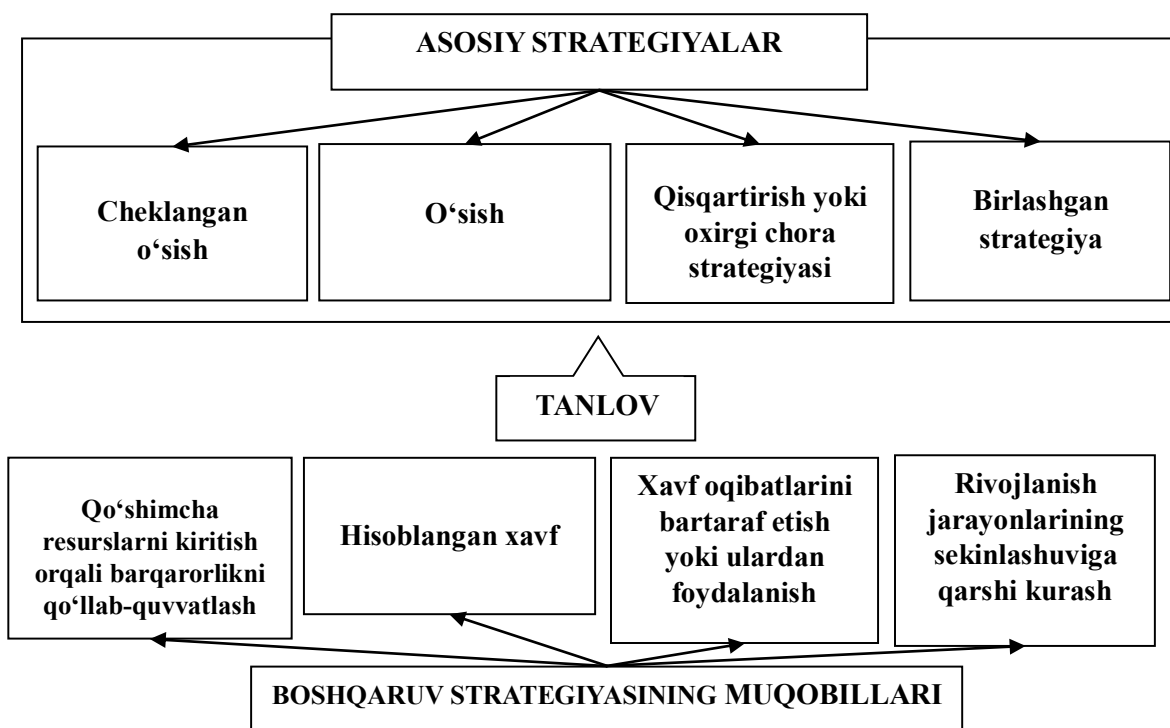 ASOSIY STRATEGIYALAR
Cheklangan
o‘sish
O‘sish
Qisqartirish yoki
oxirgi chora
strategiyasi
Birlashgan
strategiya
TANLOV
Qo‘shimcha
resurslarni kiritish
orqali barqarorlikni
qo‘llab-quvvatlash
Hisoblangan xavf
Xavf oqibatlarini
bartaraf etish
yoki ulardan
foydalanish
Rivojlanish
jarayonlarining
sekinlashuviga
qarshi kurash
BOSHQARUV STRATEGIYASINING MUQOBILLARI